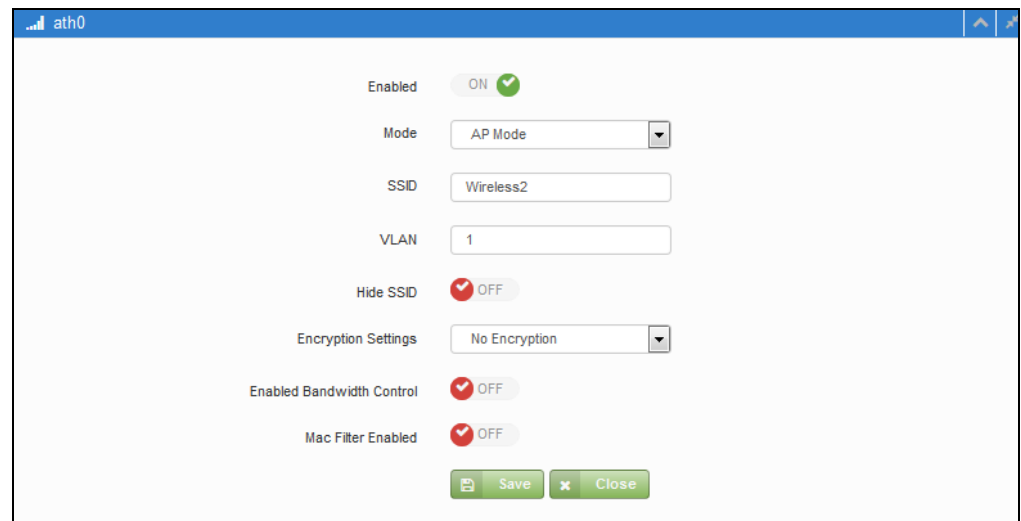 ath0
Enabled ON
Mode AP Mode
SSID Wireless2
VLAN 1
Hide SSID OFF
Encryption Settings No Encryption
Enabled Bandwidth Control OFF
Mac Filter Enabled OFF
Save Close